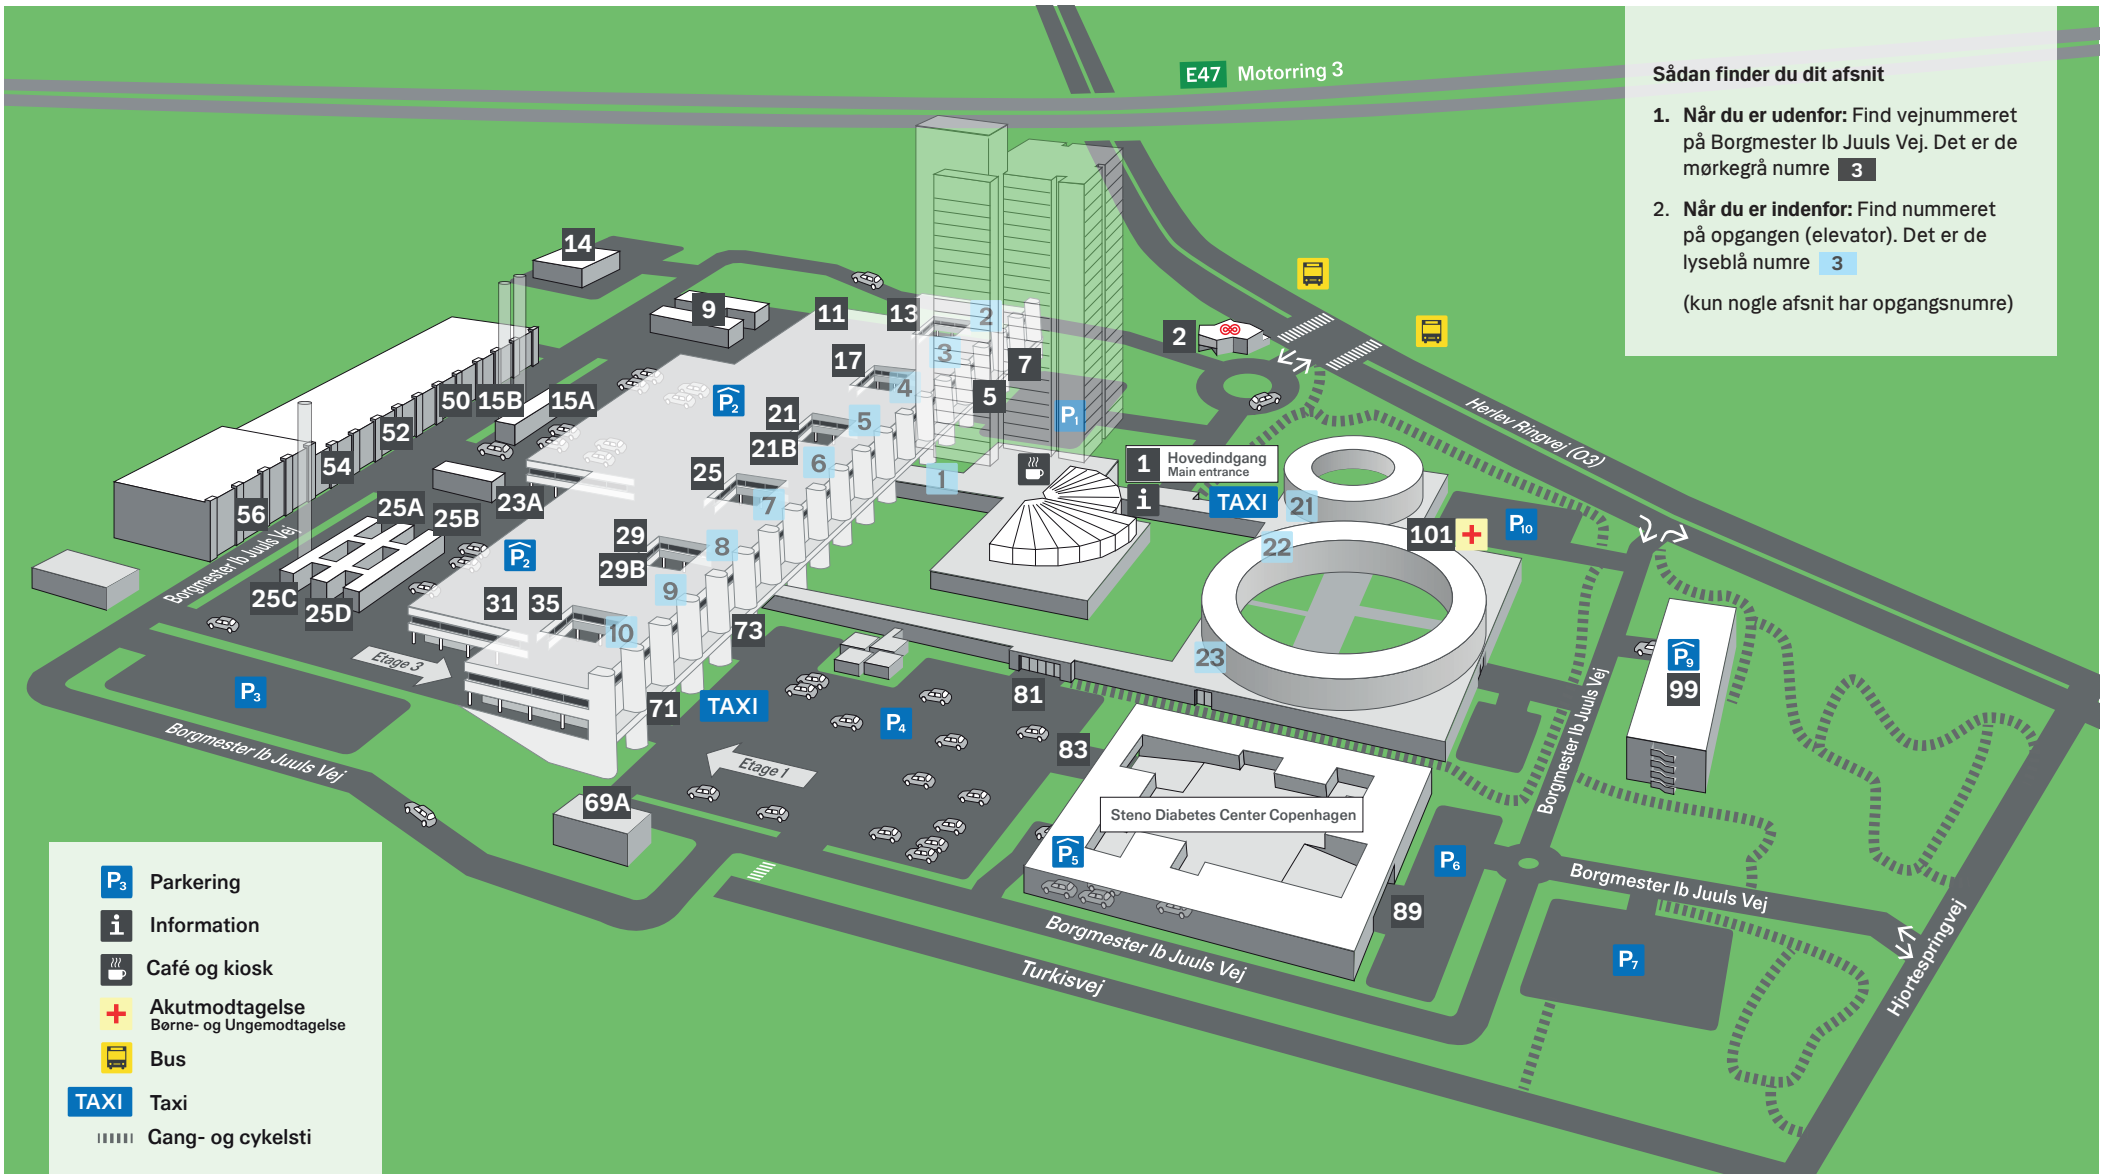 E47 Motorring 3
Sådan finder du dit afsnit
1. Når du er udenfor: Find vejnummeret
på Borgmester Ib Juuls Vej. Det er de
mørkegrå numre 3
2. Når du er indenfor: Find nummeret
på opgangen (elevator). Det er de
lyseblå numre 3
(kun nogle afsnit har opgangsnumre)
14
9
11
13
2
3
17
4
7
5
2
P1
P2
50
15B
15A
52
54
56
21
5
21B
6
25
7
1
23A
25A
25B
25C
25D
P2
29
8
29B
9
31
35
10
73
71
TAXI
1 Hovedindgang
Main entrance
i
TAXI
21
22
23
101
P10
Herlev Ringvej (O3)
P9
99
Borgmester Ib Juuls Vej
Etage 3
P3
Borgmester Ib Juuls Vej
P4
81
83
Etage 1
69A
Steno Diabetes Center Copenhagen
P5
P6
89
Borgmester Ib Juuls Vej
Borgmester Ib Juuls Vej
P7
Borgmester Ib Juuls Vej
Turkisvej
Hjortespringvej
P3 Parkering
i Information
Café og kiosk
Akutmodtagelse
Børne- og Ungemodtagelse
Bus
TAXI Taxi
Gang- og cykelsti